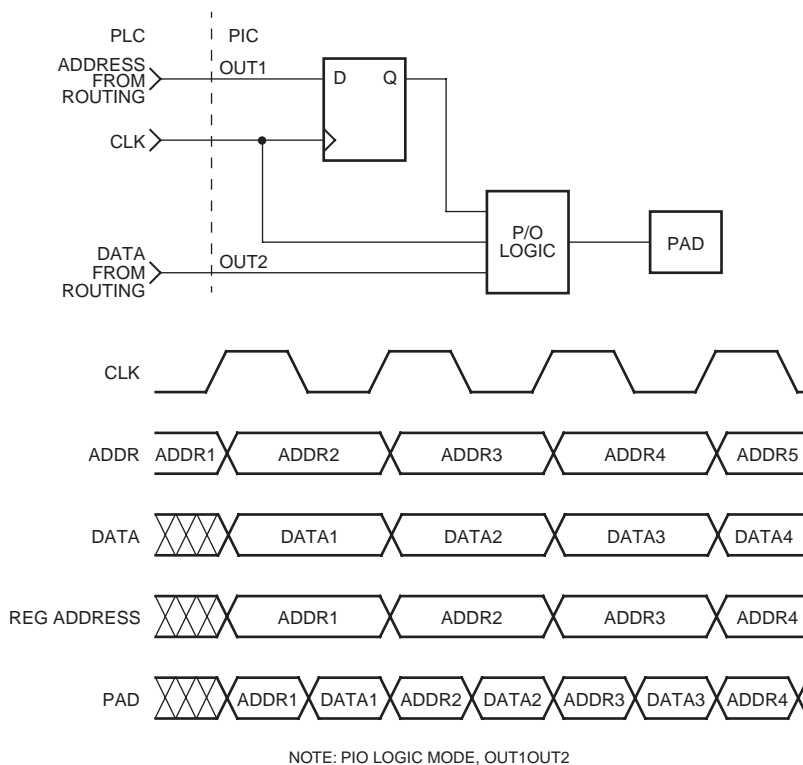 PLC PIC
ADDRESS
FROM
ROUTING
OUT1
D Q
CLK
P/O
LOGIC
PAD
DATA
FROM
ROUTING
OUT2
CLK
ADDR ADDR1 ADDR2 ADDR3 ADDR4 ADDR5
DATA DATA1 DATA2 DATA3 DATA4
REG ADDRESS ADDR1 ADDR2 ADDR3 ADDR4
PAD ADDR1 DATA1 ADDR2 DATA2 ADDR3 DATA3 ADDR4
NOTE: PIO LOGIC MODE, OUT1OUT2